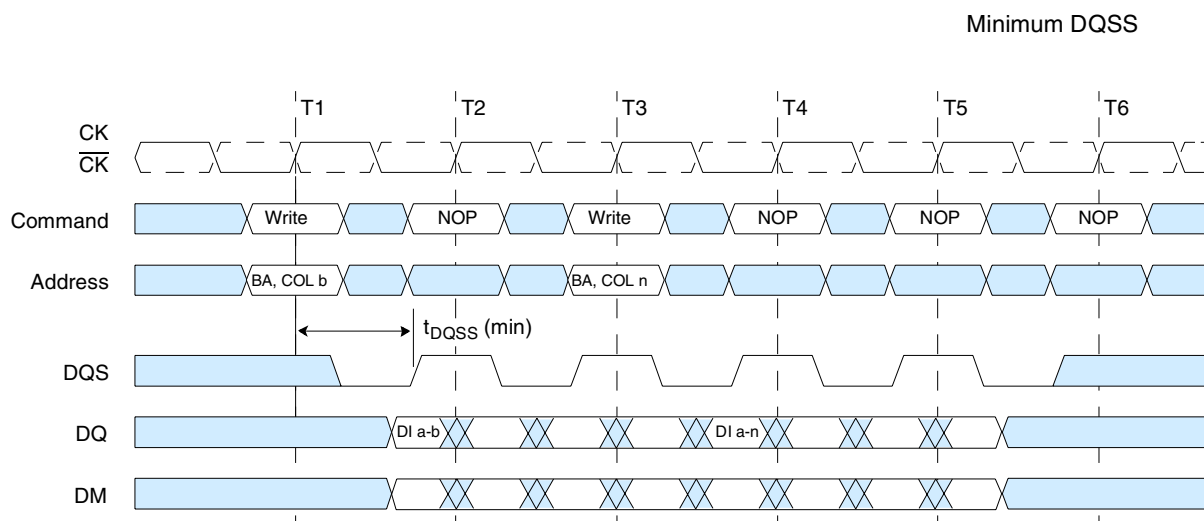 Minimum DQSS
T1 T2 T3 T4 T5 T6
CK
CK
Command Write NOP Write NOP NOP NOP
Address BA, COL b BA, COL n
tDQSS (min)
DQS
DQ DI a-b DI a-n
DM